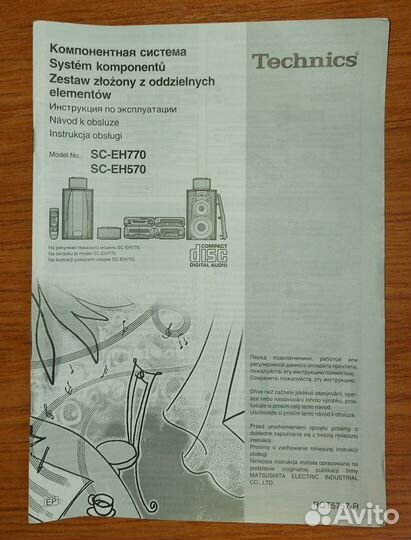 Компонентная система
Systém komponentů
Zestaw złożony z oddzielnych
elementów
Инструкция по эксплуатации
Návod k obsluze
Instrukcja obsługi
Model No. SC-EH770
SC-EH570
Technics
На рисунках показана модель SC-EH770.
Na obrázku je model SC-EH770.
Na ilustracji pokazano zestaw SC-EH770.
COMPACT
disc
DIGITAL AUDIO
Перед подключением, работой или
регулировкой данного аппарата прочтите,
пожалуйста, эту инструкцию полностью.
Сохраните, пожалуйста, эту инструкцию.
Dříve než začnete jakékoli zapojování, oper-
ace nebo nastavování tohoto výrobku, pros-
tudujte si prosím celý tento návod.
Uschovejte si prosím tento návod k obsluze.
Przed uruchomieniem sprzętu prosimy o
dokładne zapoznanie się z treścią niniejszej
instrukcji.
Prosimy o zachowanie niniejszej instrukcji
obsługi.
Niniejsza instrukcja została opracowana na
podstawie oryginalnej publikacji firmy
MATSUSHITA ELECTRIC INDUSTRIAL
CO., LTD.
EP
Avito